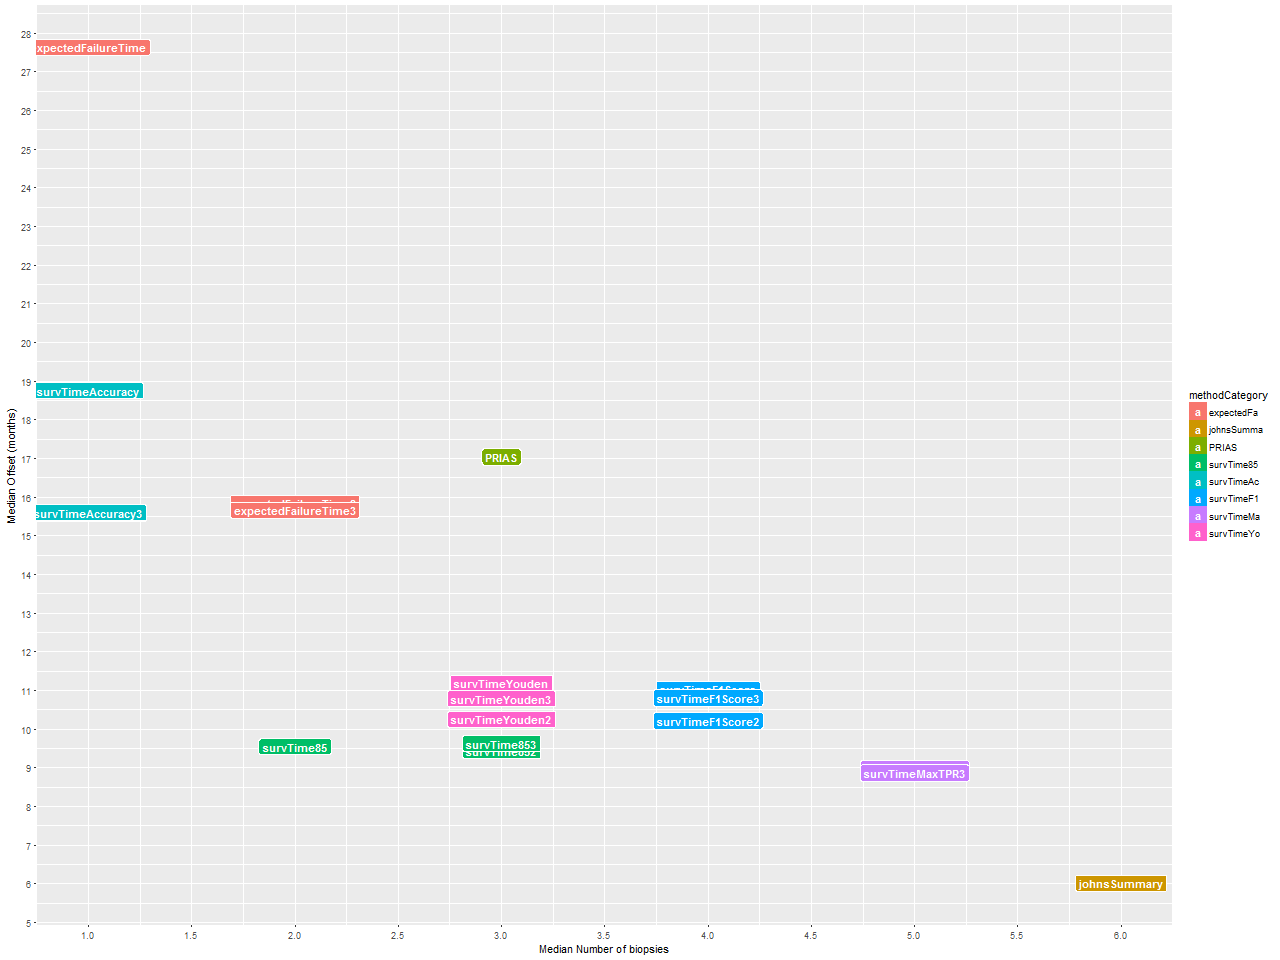 28
27
26
25
24
23
22
21
20
19
18
17
16
15
14
13
12
11
10
9
8
7
6
5
Median Offset (months)
xpectedFailureTime
survTimeAccuracy
PRIAS
expectedFailureTime3
survTimeAccuracy3
survTimeYouden
survTimeYouden3
survTimeF1Score3
survTimeYouden2
survTimeF1Score2
survTime85
survTime853
survTime852
survTimeMaxTPR3
johnsSummary
1.0 1.5 2.0 2.5 3.0 3.5 4.0 4.5 5.0 5.5 6.0
Median Number of biopsies
methodCategory
a expectedFa
a johnsSumma
a PRIAS
a survTime85
a survTimeAc
a survTimeF1
a survTimeMa
a survTimeYo